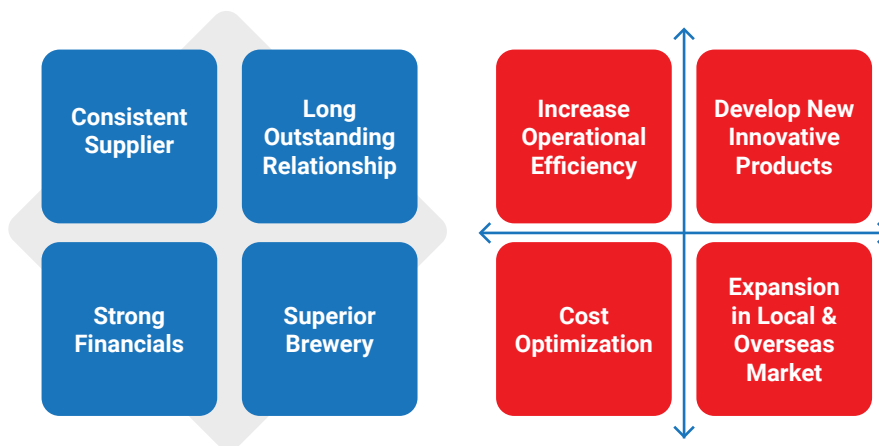 Consistent
Supplier
Long
Outstanding
Relationship
Strong
Financials
Superior
Brewery
Increase
Operational
Efficiency
Develop New
Innovative
Products
Cost
Optimization
Expansion
in Local &
Overseas
Market